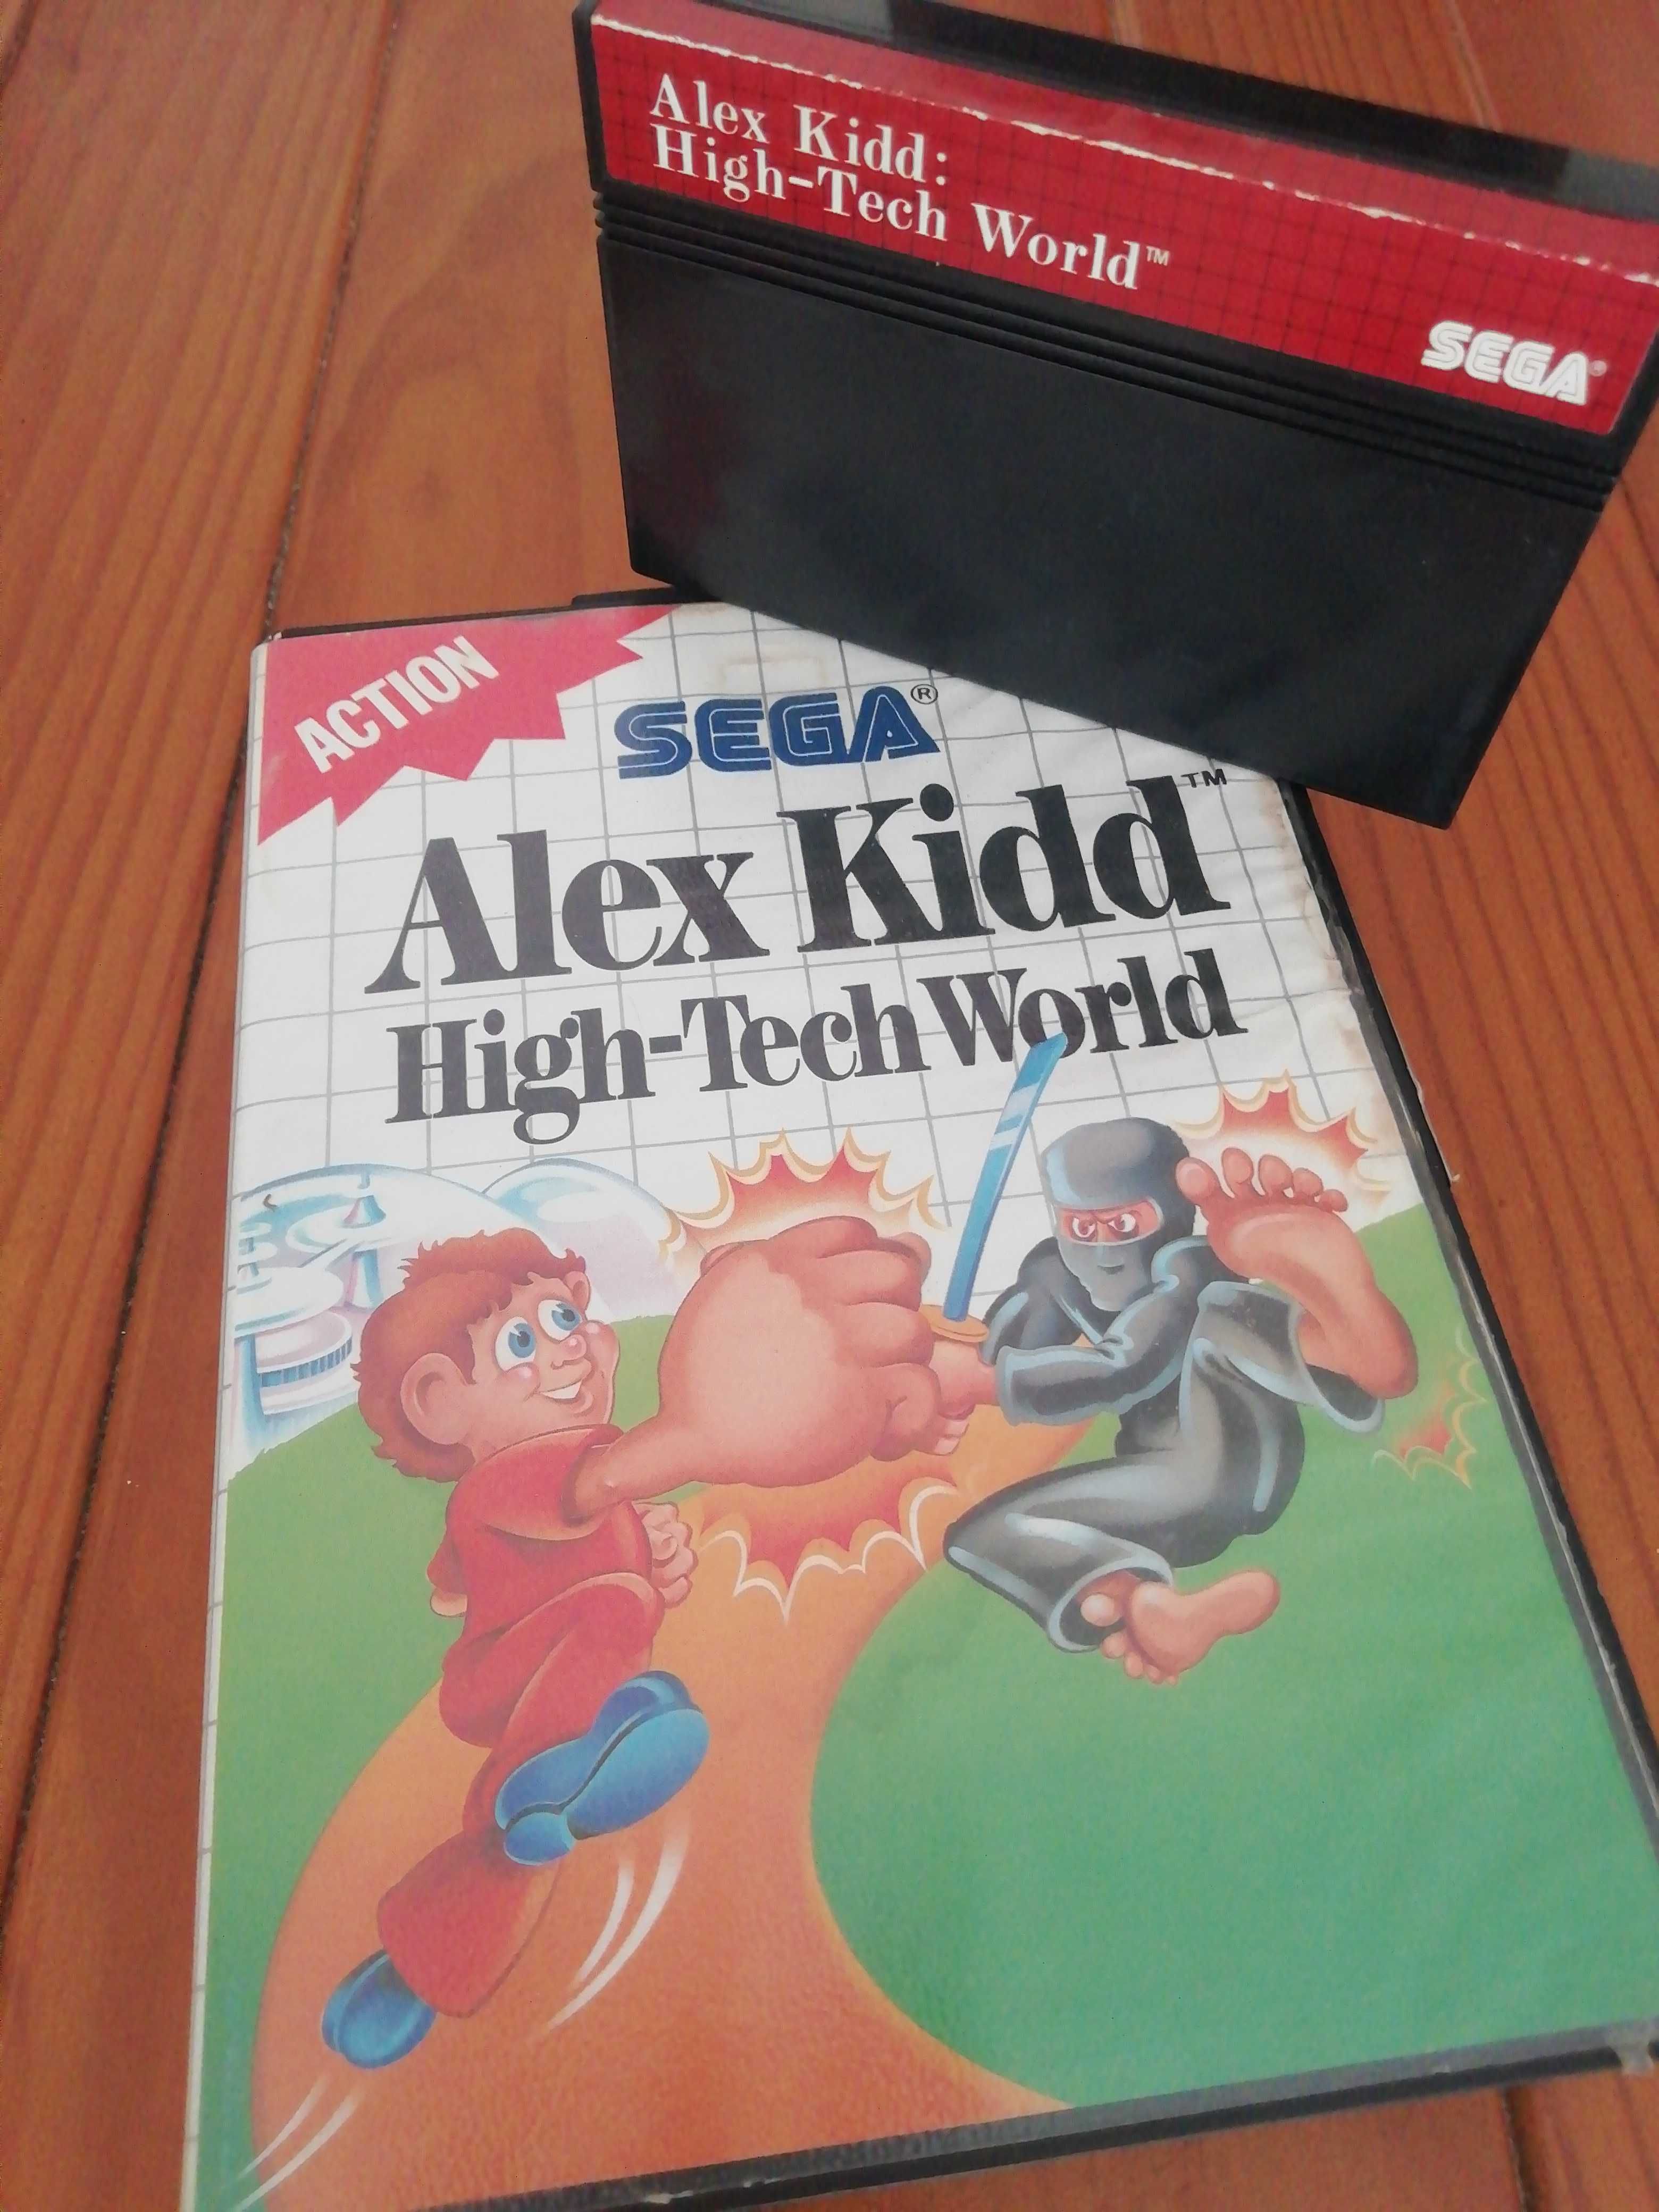 Alex Kidd:
High-Tech World™
SEGA®
ACTION
SEGA®
Alex Kidd™
High-Tech World